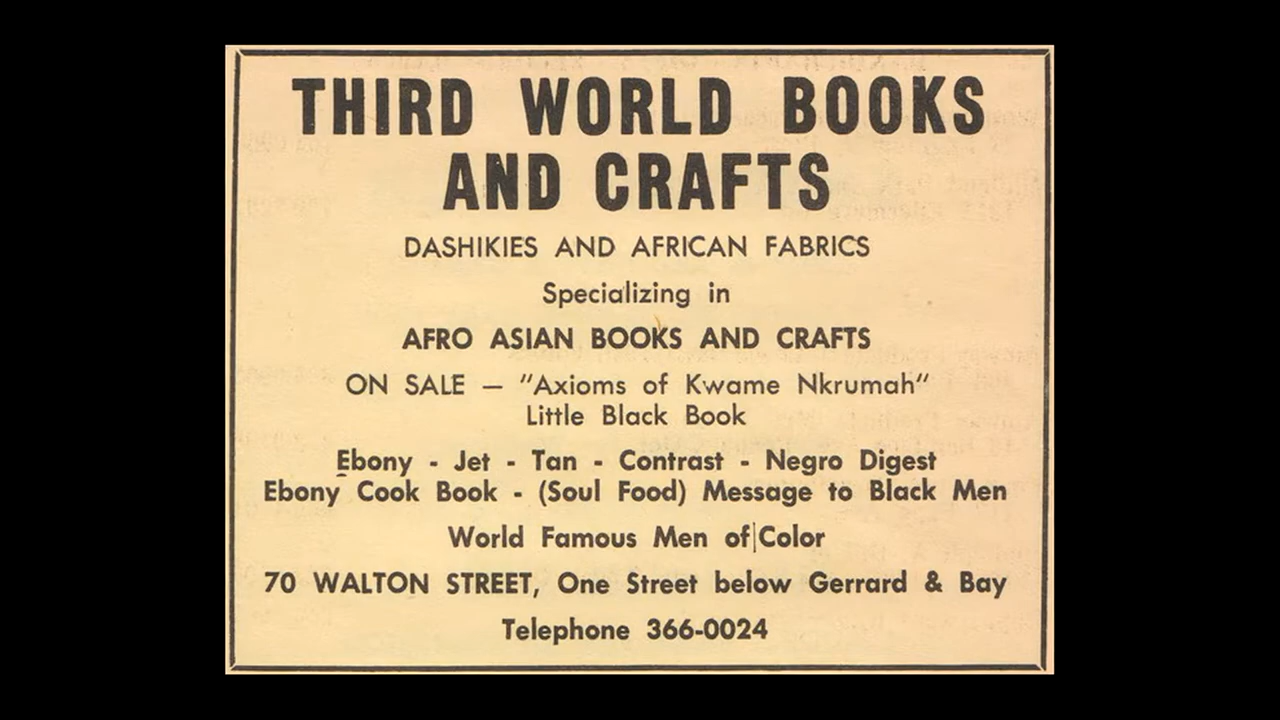 THIRD WORLD BOOKS
AND CRAFTS
DASHIKIES AND AFRICAN FABRICS
Specializing in
AFRO ASIAN BOOKS AND CRAFTS
ON SALE — "Axioms of Kwame Nkrumah"
Little Black Book
Ebony - Jet - Tan - Contrast - Negro Digest
Ebony Cook Book - (Soul Food) Message to Black Men
World Famous Men of Color
70 WALTON STREET, One Street below Gerrard & Bay
Telephone 366-0024